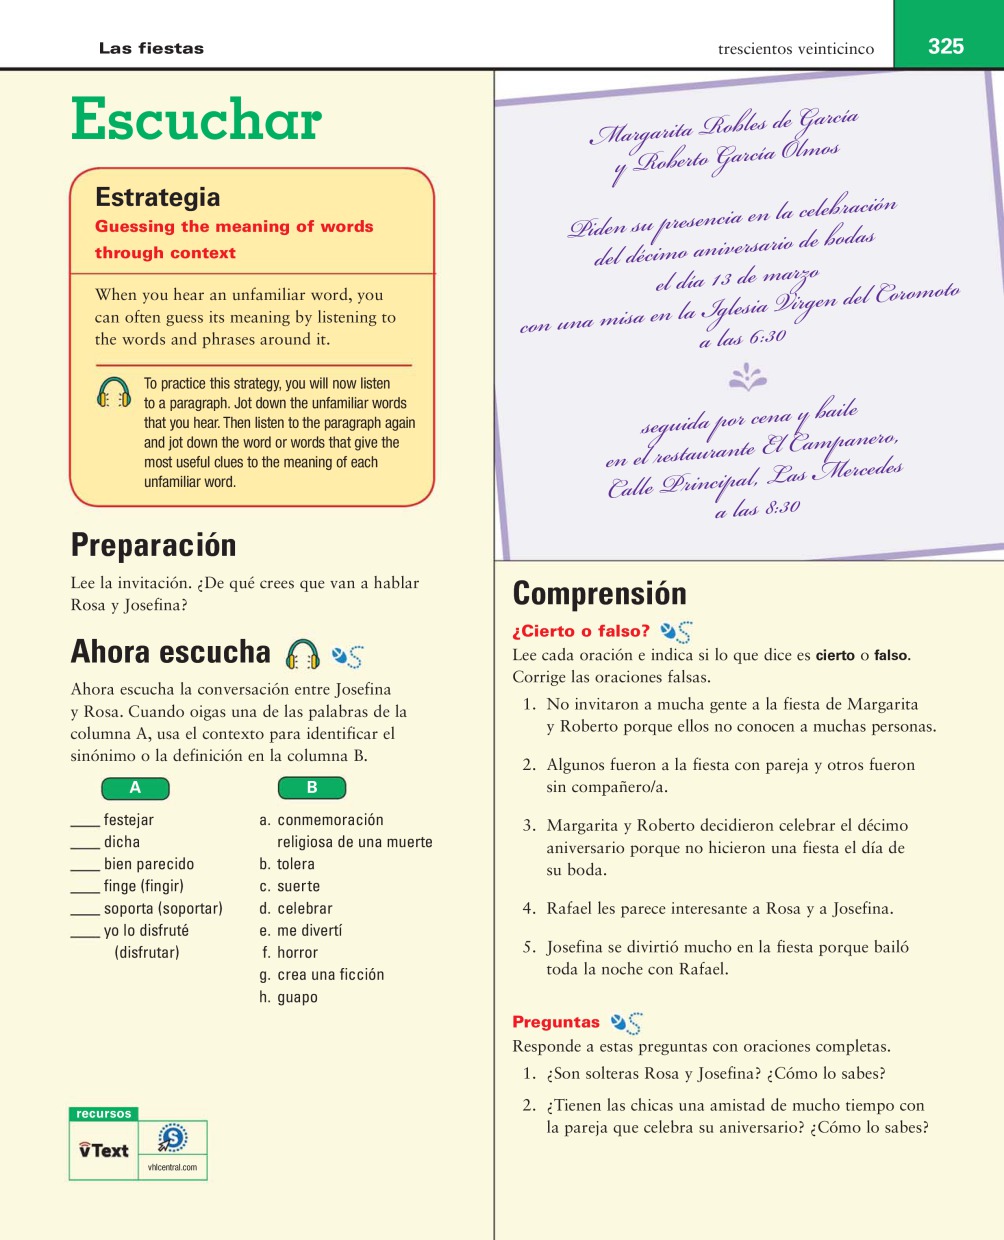 Las fiestas
trescientos veinticinco
325
Escuchar
Estrategia
Guessing the meaning of words
through context
When you hear an unfamiliar word, you
can often guess its meaning by listening to
the words and phrases around it.
To practice this strategy, you will now listen
to a paragraph. Jot down the unfamiliar words
that you hear. Then listen to the paragraph again
and jot down the word or words that give the
most useful clues to the meaning of each
unfamiliar word.
Preparación
Lee la invitación. ¿De qué crees que van a hablar
Rosa y Josefina?
Ahora escucha
Ahora escucha la conversación entre Josefina
y Rosa. Cuando oigas una de las palabras de la
columna A, usa el contexto para identificar el
sinónimo o la definición en la columna B.
A
____ festejar
____ dicha
____ bien parecido
____ finge (fingir)
____ soporta (soportar)
____ yo lo disfruté
(disfrutar)
B
a. conmemoración
religiosa de una muerte
b. tolera
c. suerte
d. celebrar
e. me divertí
f. horror
g. crea una ficción
h. guapo
recursos
vText
S
vhlcentral.com
Margarita Robles de García
y Roberto García Olmos
Piden su presencia en la celebración
del décimo aniversario de bodas
el día 13 de marzo
con una misa en la Iglesia Virgen del Coromoto
a las 6:30
seguida por cena y baile
en el restaurante El Campanero,
Calle Principal, Las Mercedes
a las 8:30
Comprensión
¿Cierto o falso?
Lee cada oración e indica si lo que dice es cierto o falso.
Corrige las oraciones falsas.
1. No invitaron a mucha gente a la fiesta de Margarita
y Roberto porque ellos no conocen a muchas personas.
2. Algunos fueron a la fiesta con pareja y otros fueron
sin compañero/a.
3. Margarita y Roberto decidieron celebrar el décimo
aniversario porque no hicieron una fiesta el día de
su boda.
4. Rafael les parece interesante a Rosa y a Josefina.
5. Josefina se divirtió mucho en la fiesta porque bailó
toda la noche con Rafael.
Preguntas
Responde a estas preguntas con oraciones completas.
1. ¿Son solteras Rosa y Josefina? ¿Cómo lo sabes?
2. ¿Tienen las chicas una amistad de mucho tiempo con
la pareja que celebra su aniversario? ¿Cómo lo sabes?